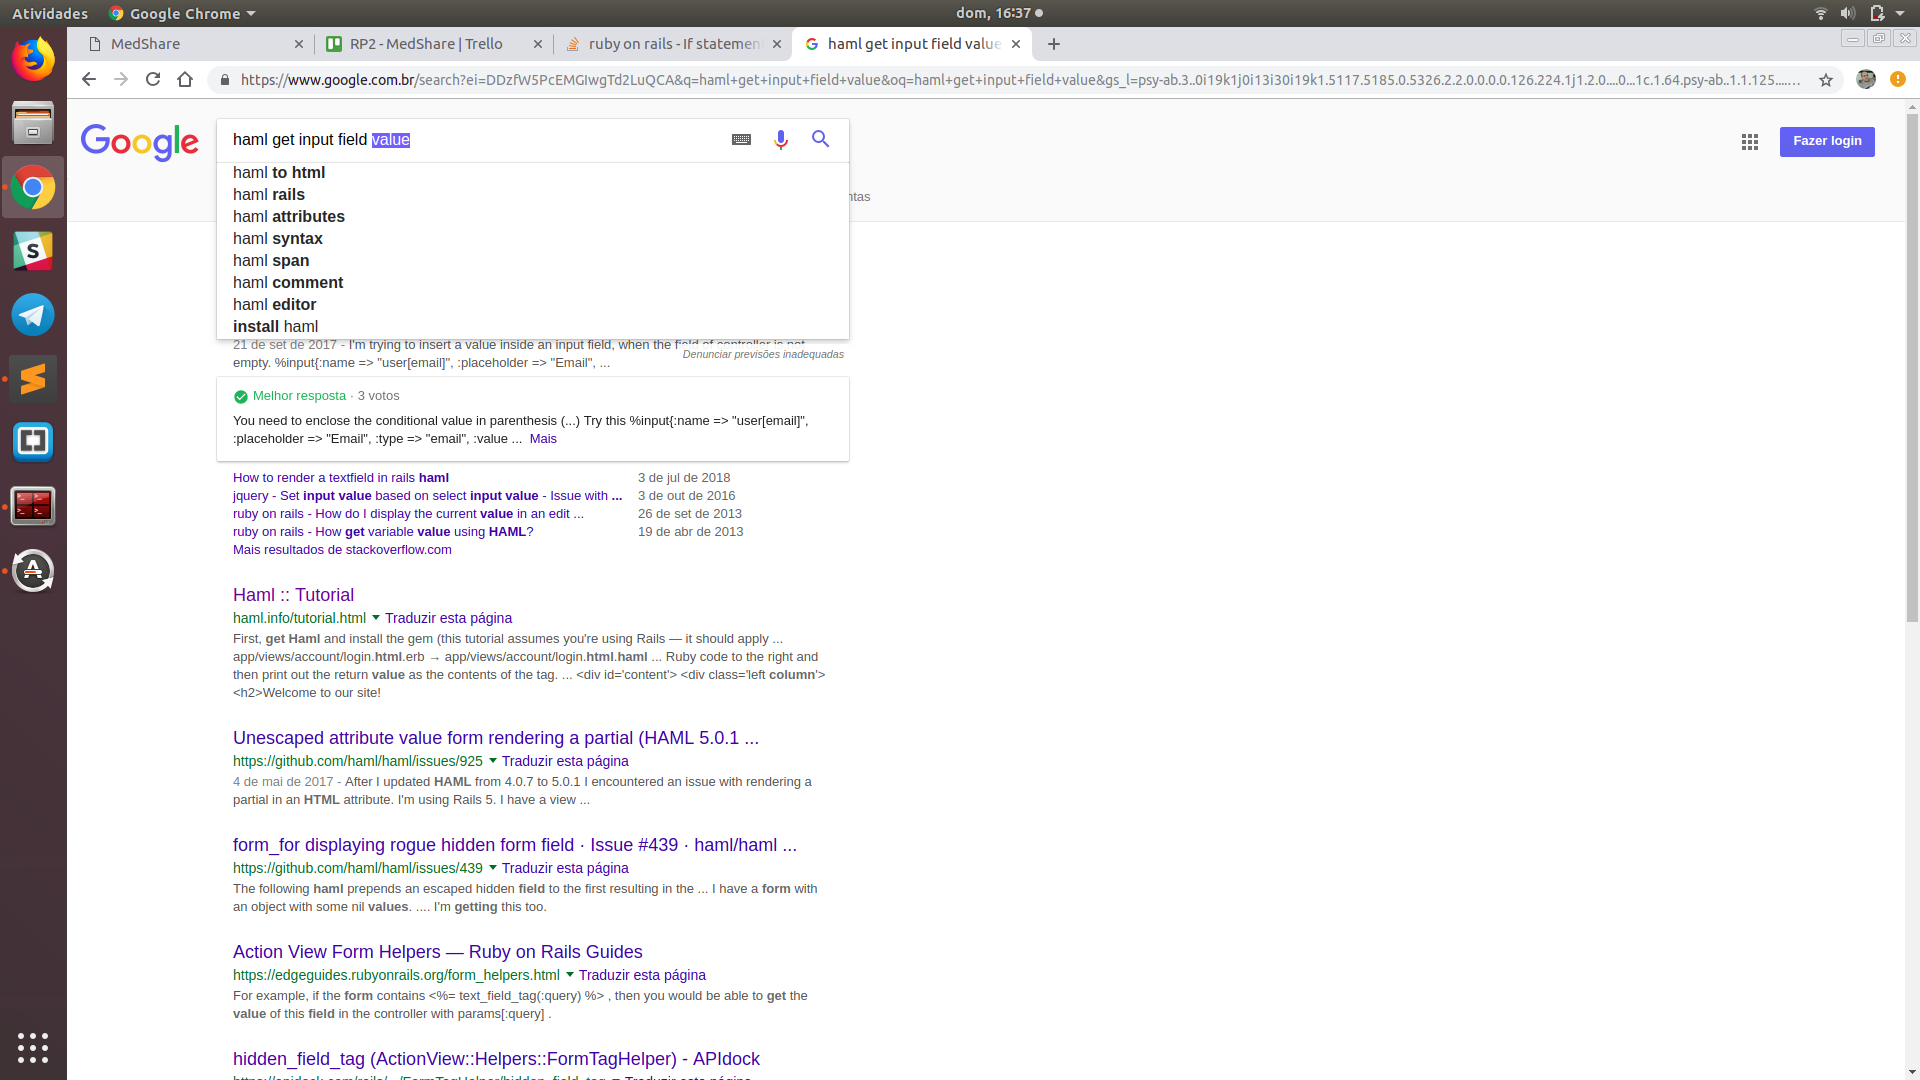 Atividades
Google Chrome
dom, 16:37
MedShare
RP2 - MedShare | Trello
ruby on rails - If statement
haml get input field value
https://www.google.com.br/search?ei=DDzfW5PcEMGIwgTd2LuQCA&q=haml+get+input+field+value&oq=haml+get+input+field+value&gs_l=psy-ab.3..0i19k1j0i13i30i19k1.5117.5185.0.5326.2.2.0.0.0.0.126.224.1j1.2.0....0...1c.1.64.psy-ab..1.1.125.....…
Google
haml get input field value
Fazer login
haml to html
haml rails
ntas
haml attributes
haml syntax
haml span
haml comment
haml editor
install haml
21 de set de 2017 - I'm trying to insert a value inside an input field, when the field of controller is not
Denunciar previsões inadequadas
empty. %input{:name => "user[email]", :placeholder => "Email", ...
Melhor resposta · 3 votos
You need to enclose the conditional value in parenthesis (...) Try this %input{:name => "user[email]",
:placeholder => "Email", :type => "email", :value ... Mais
How to render a textfield in rails haml 3 de jul de 2018
jquery - Set input value based on select input value - Issue with ... 3 de out de 2016
ruby on rails - How do I display the current value in an edit ... 26 de set de 2013
ruby on rails - How get variable value using HAML? 19 de abr de 2013
Mais resultados de stackoverflow.com
Haml :: Tutorial
haml.info/tutorial.html Traduzir esta página
First, get Haml and install the gem (this tutorial assumes you're using Rails — it should apply ...
app/views/account/login.html.erb → app/views/account/login.html.haml ... Ruby code to the right and
then print out the return value as the contents of the tag. ... <div id='content'> <div class='left column'>
<h2>Welcome to our site!
Unescaped attribute value form rendering a partial (HAML 5.0.1 ...
https://github.com/haml/haml/issues/925 Traduzir esta página
4 de mai de 2017 - After I updated HAML from 4.0.7 to 5.0.1 I encountered an issue with rendering a
partial in an HTML attribute. I'm using Rails 5. I have a view ...
form_for displaying rogue hidden form field · Issue #439 · haml/haml ...
https://github.com/haml/haml/issues/439 Traduzir esta página
The following haml prepends an escaped hidden field to the first resulting in the ... I have a form with
an object with some nil values. .... I'm getting this too.
Action View Form Helpers — Ruby on Rails Guides
https://edgeguides.rubyonrails.org/form_helpers.html Traduzir esta página
For example, if the form contains <%= text_field_tag(:query) %> , then you would be able to get the
value of this field in the controller with params[:query] .
hidden_field_tag (ActionView::Helpers::FormTagHelper) - APIdock
https://apidock.com/rails/.../FormTagHelper/hidden_field_tag Traduzir esta página